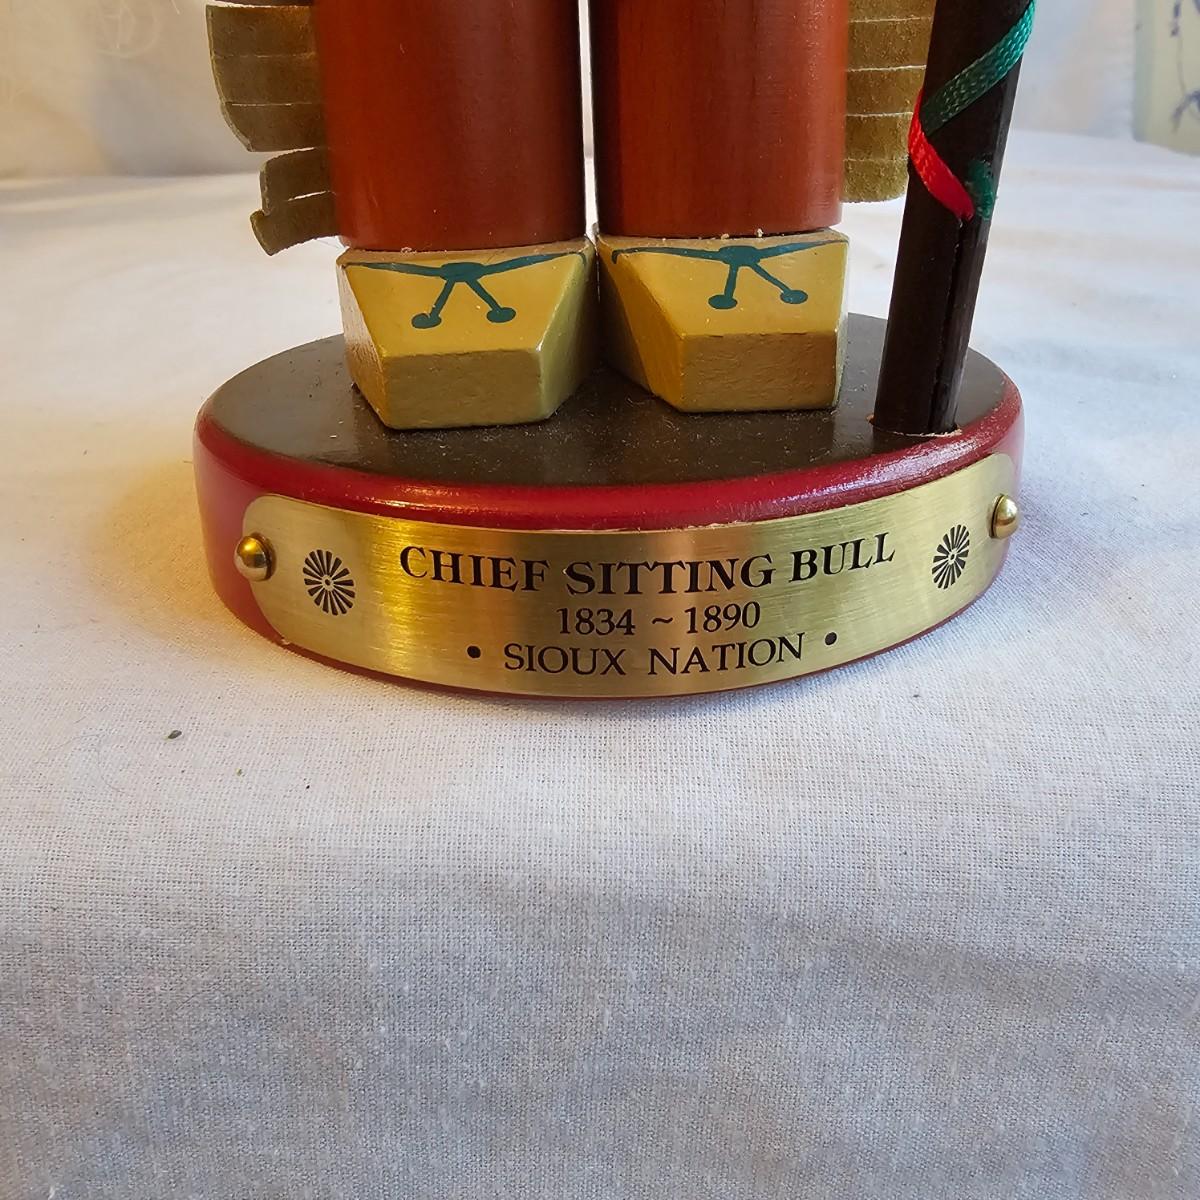 CHIEF SITTING BULL
1834 ~ 1890
• SIOUX NATION •